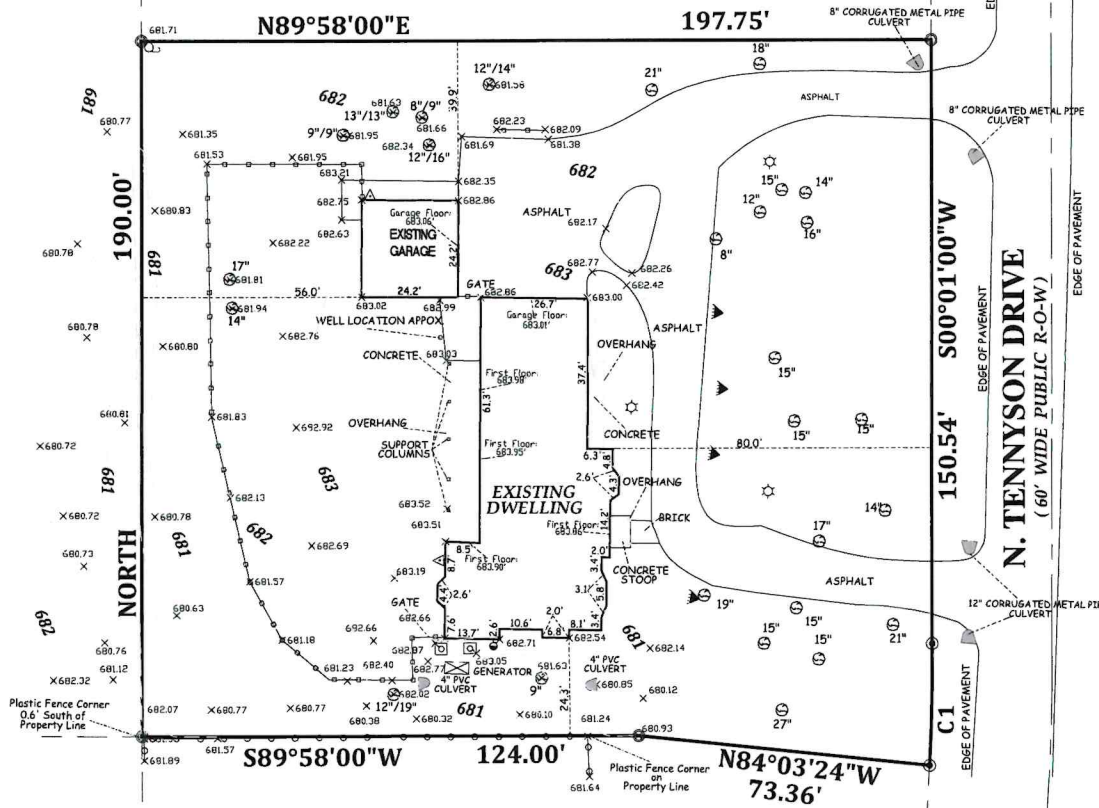 8" CORRUGATED METAL PIPE
CULVERT
N89°58'00"E
197.75'
681.71
18"
12"/14"
681.56
21"
ASPHALT
681
682
39.9'
681.63
13"/13"
8"/9"
9"/9"
681.95
681.66
682.34
12"/16"
682.23
682.09
681.69
681.38
8" CORRUGATED METAL PIPE
CULVERT
680.77
681.35
681.53
681.95
683.21
682.35
682
15"
14"
12"
16"
8"
190.00'
680.83
682.75
682.86
682.63
Garage Floor:
683.06'
EXISTING
GARAGE
24.2'
ASPHALT
682.17
680.78
681
682.22
17"
681.81
681.94
14"
56.0'
24.2'
GATE
682.86
683
682.77
682.26
682.42
683.02
682.99
26.7'
683.00
Garage Floor:
683.01'
EDGE OF PAVEMENT
S00°01'00"W
N. TENNYSON DRIVE
( 60' WIDE PUBLIC R-O-W)
WELL LOCATION APPOX
680.78
680.80
682.76
CONCRETE
683.03
ASPHALT
OVERHANG
EDGE OF PAVEMENT
First Floor:
683.98'
37.4'
61.3'
15"
680.81
680.72
681.83
692.92
OVERHANG
SUPPORT
COLUMNS
First Floor:
683.95'
CONCRETE
80.0'
15"
15"
681
683
682.13
683.52
EXISTING
DWELLING
6.3'
4.8'
2.6'
4.3'
OVERHANG
150.54'
680.72
680.78
681
682
683.51
First Floor:
683.86'
14.2'
BRICK
14"
17"
680.73
682.69
8.5'
First Floor:
683.90'
2.0'
3.4'
CONCRETE
STOOP
8.7'
683.19
681.57
4.4'
2.6'
3.1'
5.8'
ASPHALT
12" CORRUGATED METAL PIPE
CULVERT
NORTH
682
680.63
GATE
682.66
7.6'
2.0'
3.4'
19"
15"
21"
680.76
681.18
692.66
13.7'
2.6'
10.6'
6.8'
8.1'
682.71
682.54
681
682.14
15"
15"
682.87
682.77
683.05
GENERATOR
681.12
682.32
681.23
682.40
682.02
4" PVC
CULVERT
681.63
9"
4" PVC
CULVERT
680.85
680.12
24.3'
Plastic Fence Corner
0.6' South of
Property Line
682.07
680.77
680.77
12"/19"
680.38
680.32
681
680.10
681.24
680.93
27"
C1
EDGE OF PAVEMENT
681.57
681.89
S89°58'00"W
124.00'
Plastic Fence Corner
on
Property Line
681.64
N84°03'24"W
73.36'